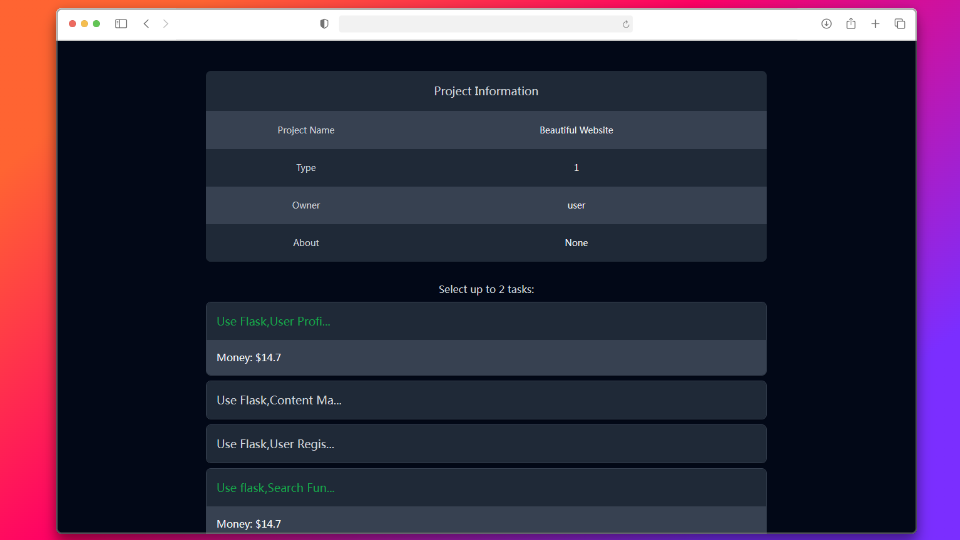 Project Information
Project Name Beautiful Website
Type 1
Owner user
About None
Select up to 2 tasks:
Use Flask,User Profi...
Money: $14.7
Use Flask,Content Ma...
Use Flask,User Regis...
Use flask,Search Fun...
Money: $14.7